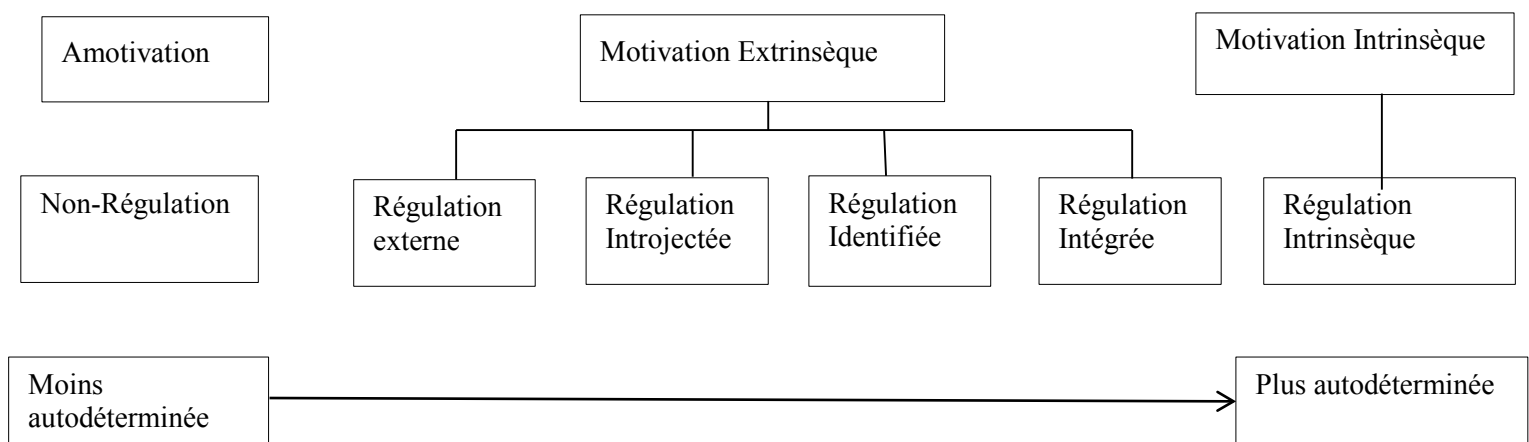 Amotivation
Motivation Extrinsèque
Motivation Intrinsèque
Non-Régulation
Régulation
externe
Régulation
Introjectée
Régulation
Identifiée
Régulation
Intégrée
Régulation
Intrinsèque
Moins
autodéterminée
Plus autodéterminée